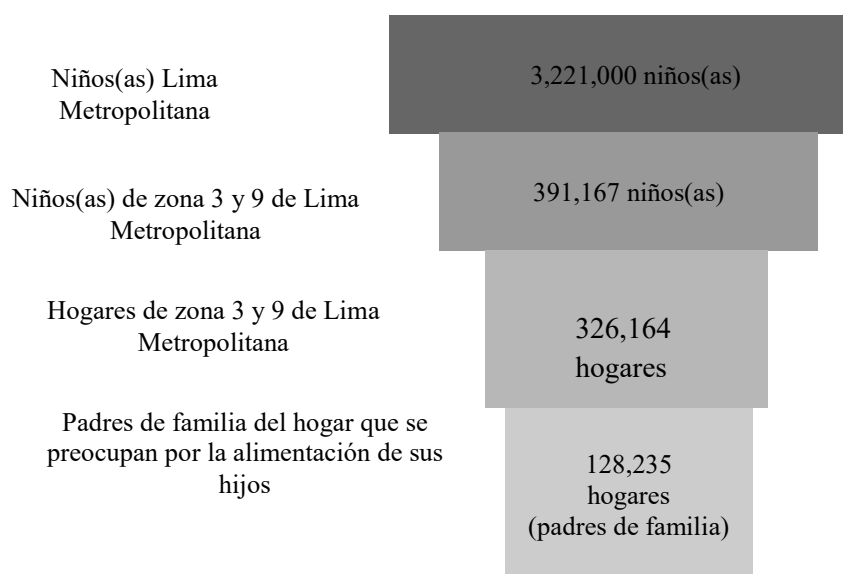 Niños(as) Lima
Metropolitana
3,221,000 niños(as)
Niños(as) de zona 3 y 9 de Lima
Metropolitana
391,167 niños(as)
Hogares de zona 3 y 9 de Lima
Metropolitana
326,164
hogares
Padres de familia del hogar que se
preocupan por la alimentación de sus
hijos
128,235
hogares
(padres de familia)